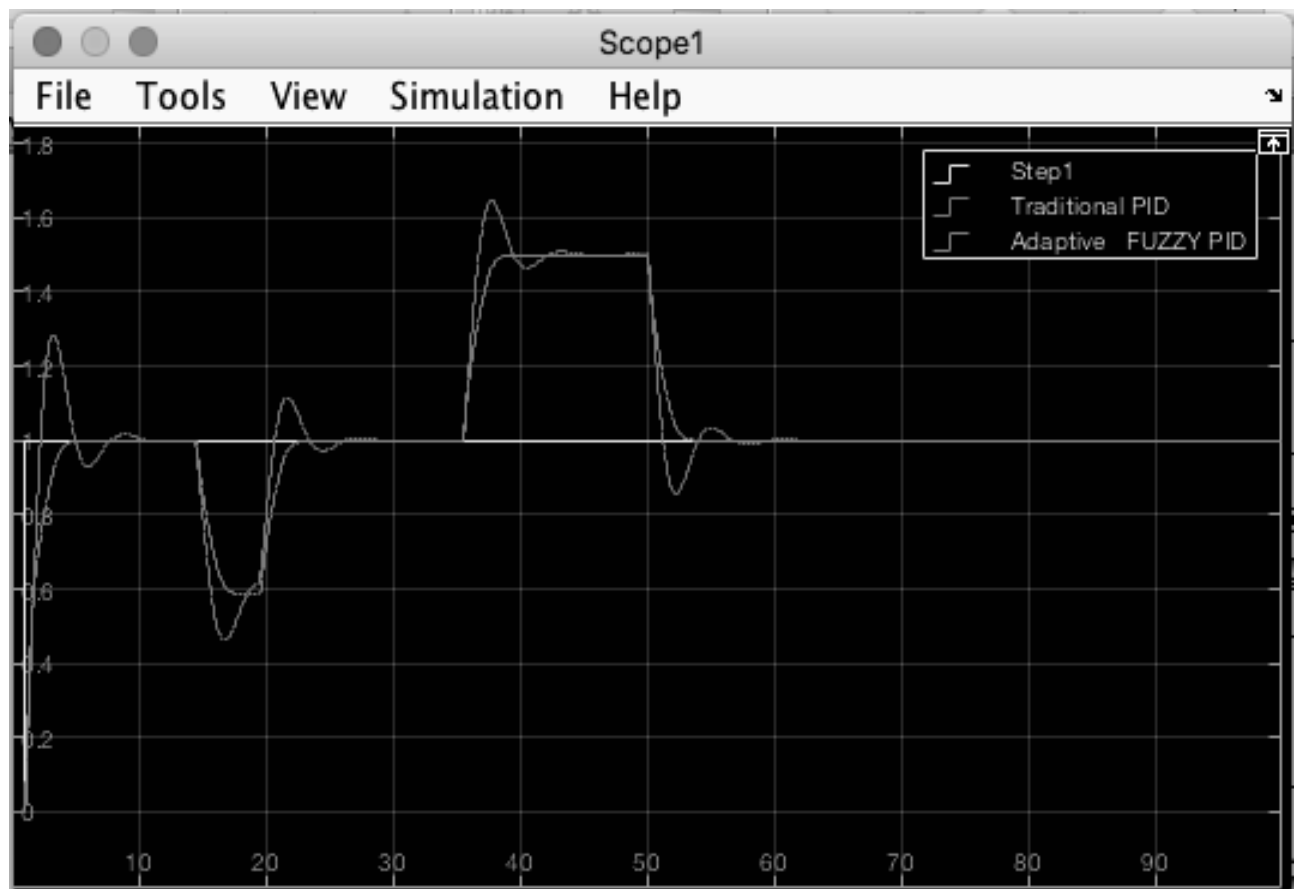 Scope1
File Tools View Simulation Help
Step1
Traditional PID
Adaptive FUZZY PID
1.8
1.6
1.4
1.2
1
0.8
0.6
0.4
0.2
0
10 20 30 40 50 60 70 80 90